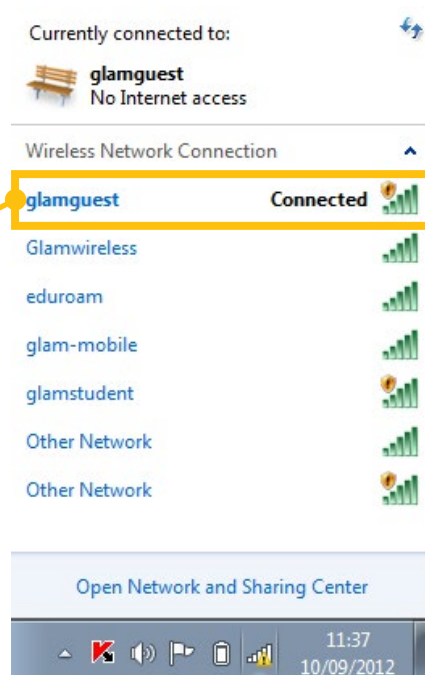 Currently connected to:
glamguest
No Internet access
Wireless Network Connection
glamguest Connected
Glamwireless
eduroam
glam-mobile
glamstudent
Other Network
Other Network
Open Network and Sharing Center
11:37
10/09/2012